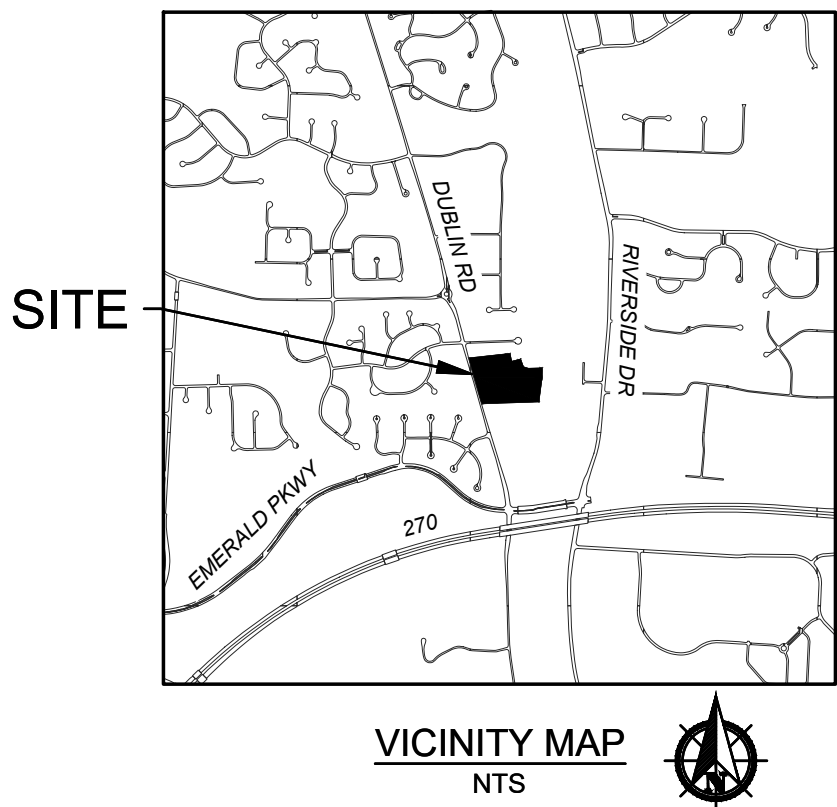 DUBLIN RD
RIVERSIDE DR
SITE
EMERALD PKWY
270
VICINITY MAP
NTS
N